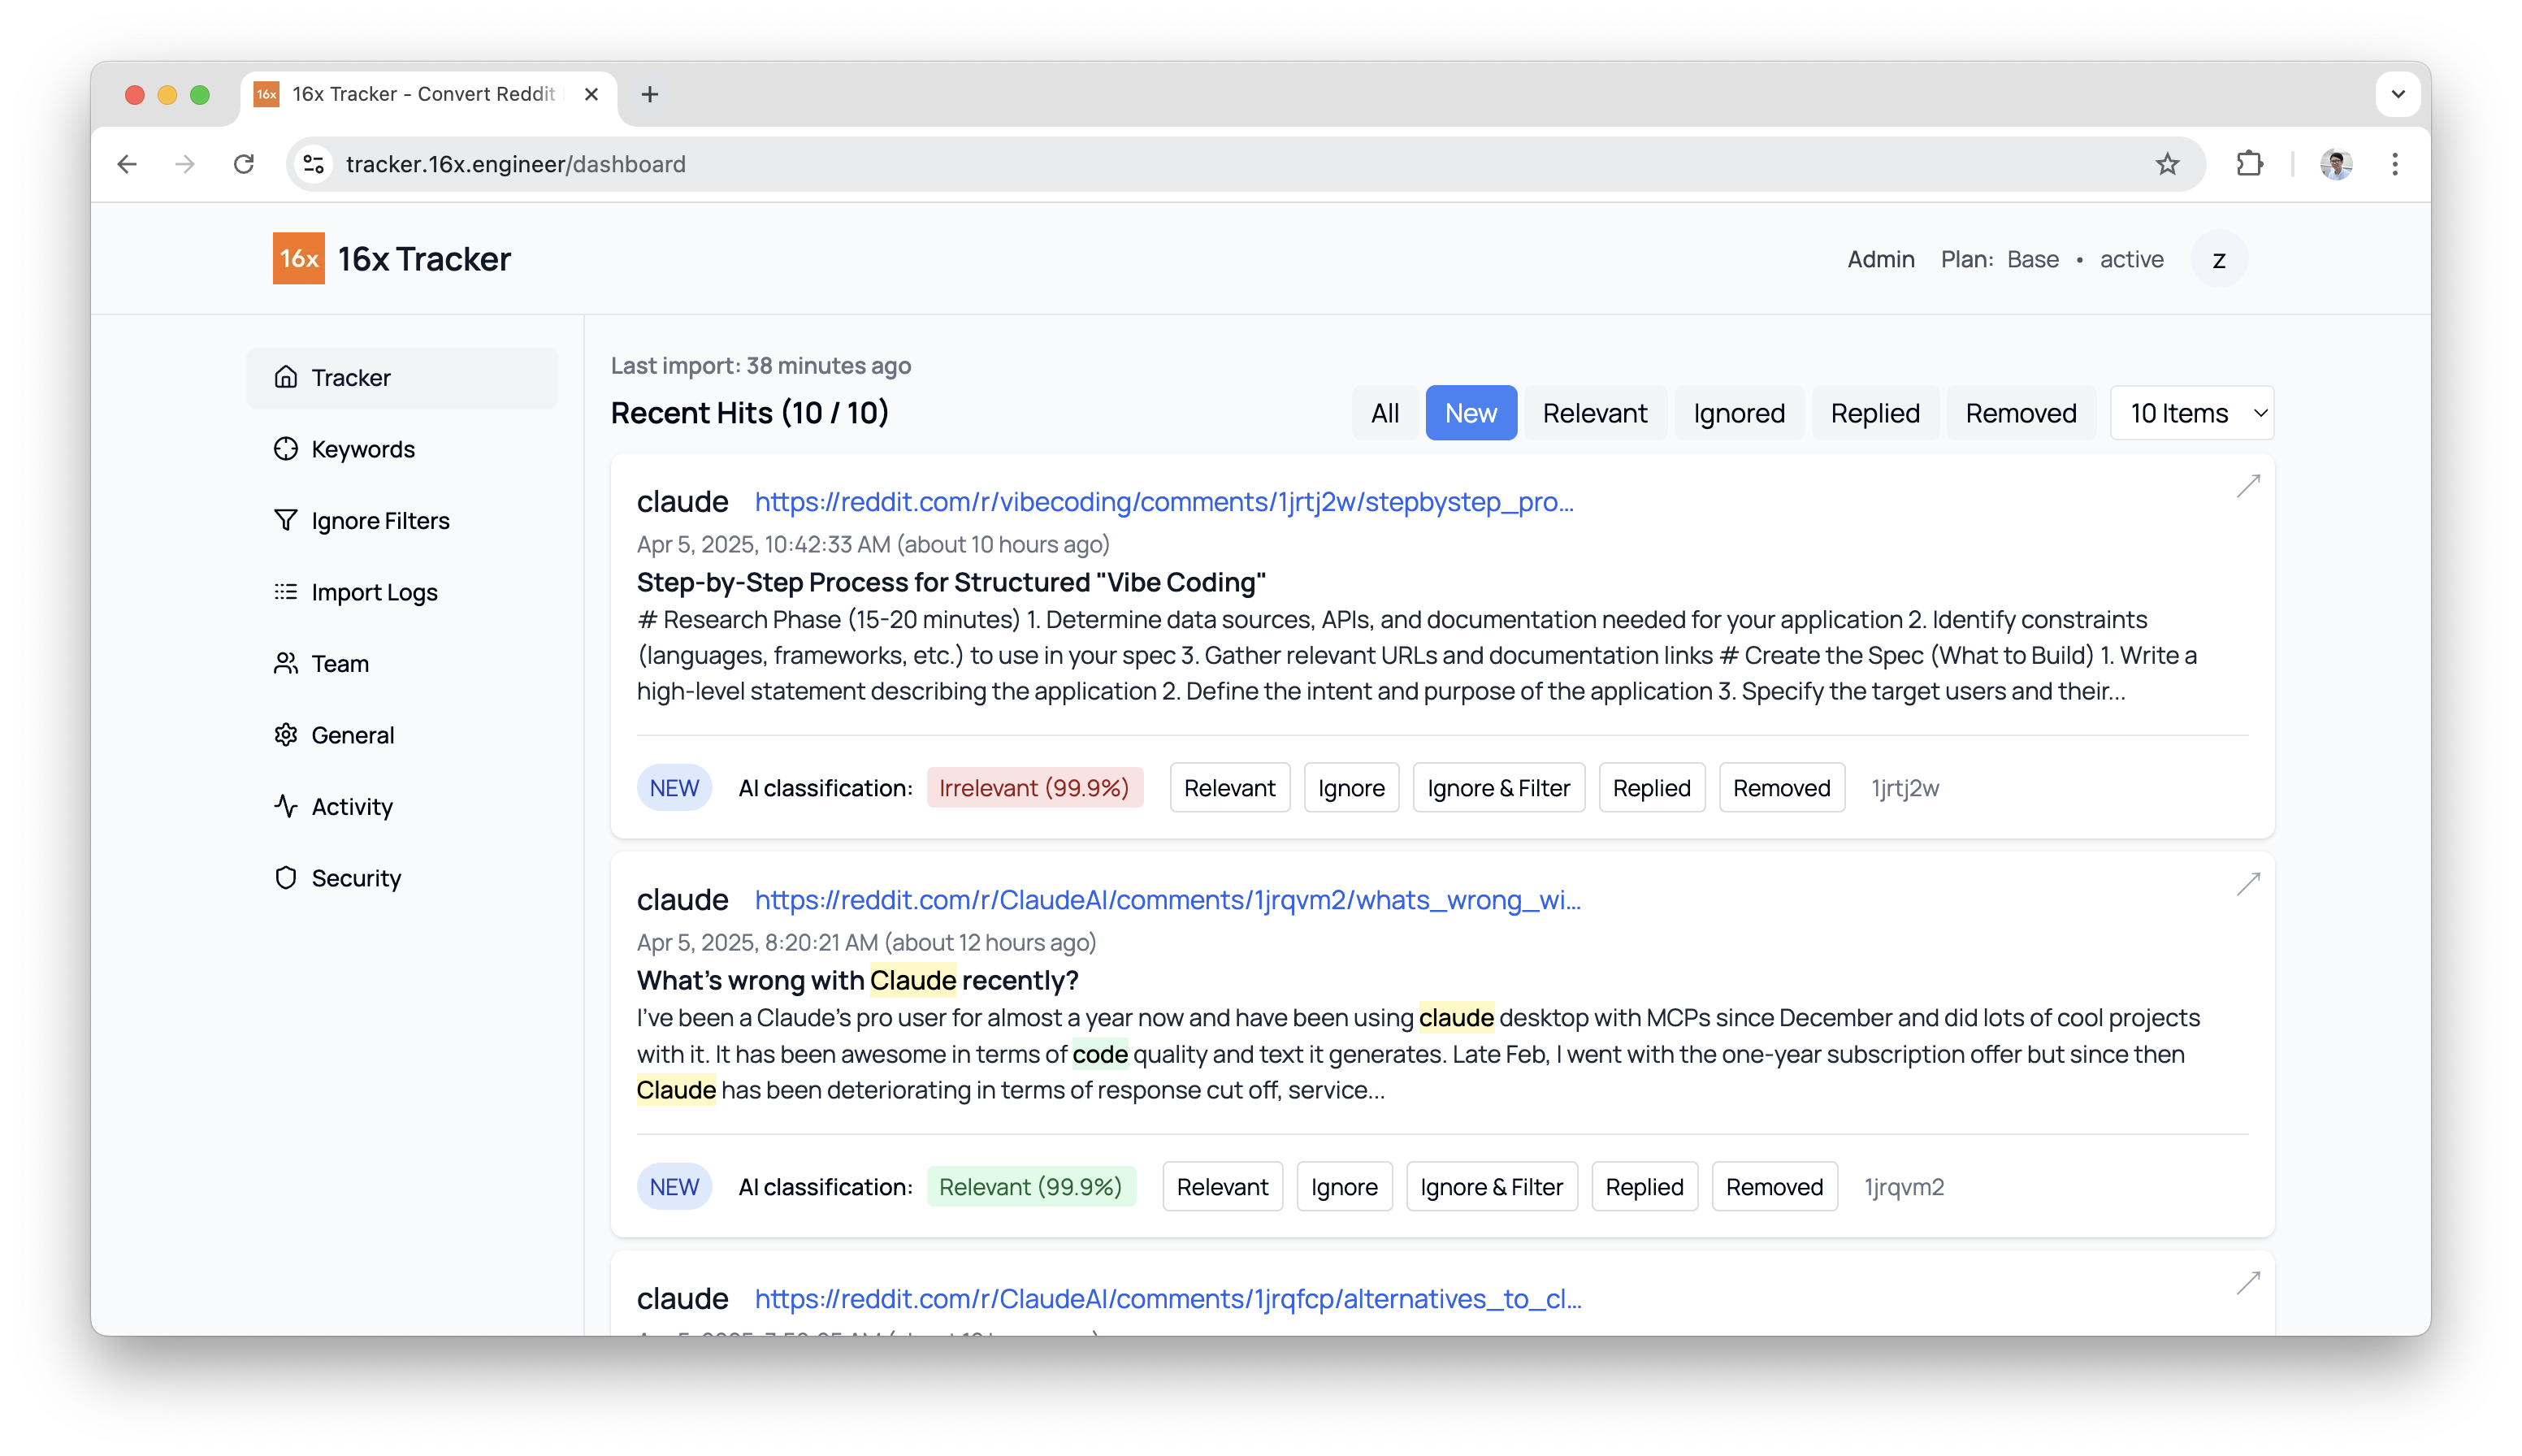 16x 16x Tracker - Convert Reddit
tracker.16x.engineer/dashboard
16x 16x Tracker
Admin Plan: Base • active z
Tracker
Keywords
Ignore Filters
Import Logs
Team
General
Activity
Security
Last import: 38 minutes ago
Recent Hits (10 / 10)
All New Relevant Ignored Replied Removed 10 Items
claude https://reddit.com/r/vibecoding/comments/1jrtj2w/stepbystep_pro...
Apr 5, 2025, 10:42:33 AM (about 10 hours ago)
Step-by-Step Process for Structured "Vibe Coding"
# Research Phase (15-20 minutes) 1. Determine data sources, APIs, and documentation needed for your application 2. Identify constraints
(languages, frameworks, etc.) to use in your spec 3. Gather relevant URLs and documentation links # Create the Spec (What to Build) 1. Write a
high-level statement describing the application 2. Define the intent and purpose of the application 3. Specify the target users and their...
NEW AI classification: Irrelevant (99.9%) Relevant Ignore Ignore & Filter Replied Removed 1jrtj2w
claude https://reddit.com/r/ClaudeAI/comments/1jrqvm2/whats_wrong_wi...
Apr 5, 2025, 8:20:21 AM (about 12 hours ago)
What's wrong with Claude recently?
I've been a Claude's pro user for almost a year now and have been using claude desktop with MCPs since December and did lots of cool projects
with it. It has been awesome in terms of code quality and text it generates. Late Feb, I went with the one-year subscription offer but since then
Claude has been deteriorating in terms of response cut off, service...
NEW AI classification: Relevant (99.9%) Relevant Ignore Ignore & Filter Replied Removed 1jrqvm2
claude https://reddit.com/r/ClaudeAI/comments/1jrqfcp/alternatives_to_cl...